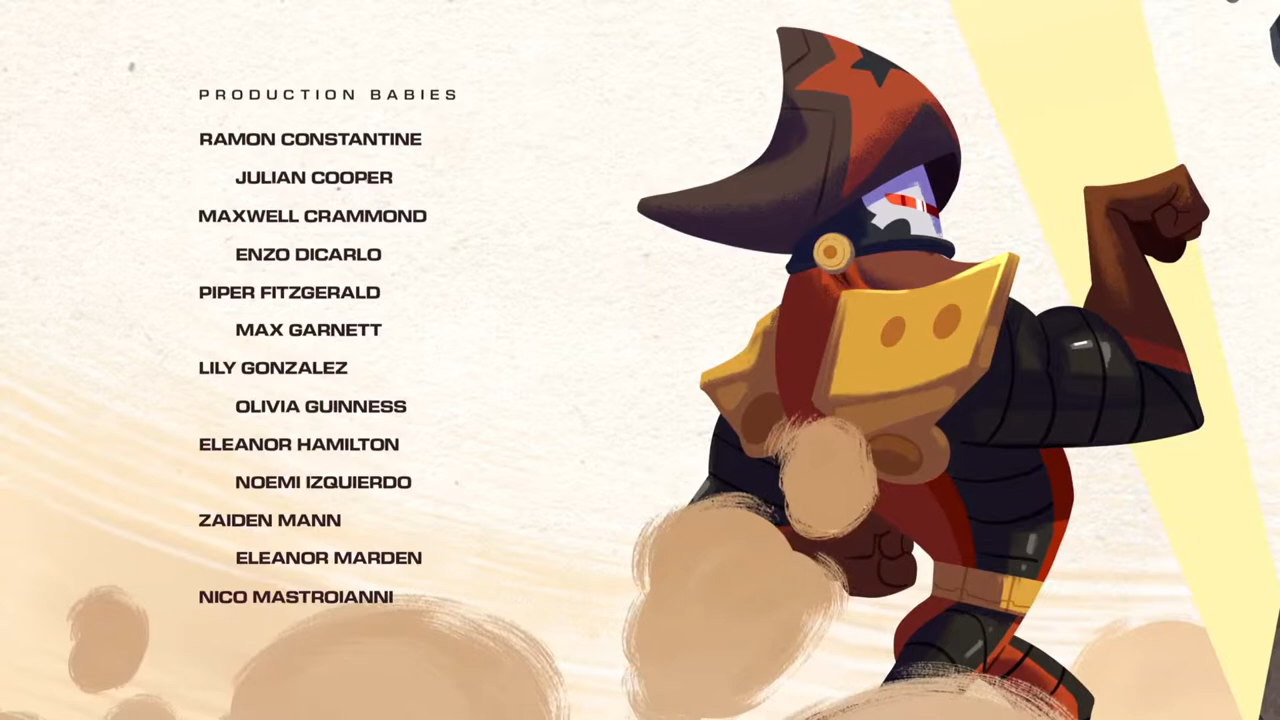 PRODUCTION BABIES
RAMON CONSTANTINE
JULIAN COOPER
MAXWELL CRAMMOND
ENZO DICARLO
PIPER FITZGERALD
MAX GARNETT
LILY GONZALEZ
OLIVIA GUINNESS
ELEANOR HAMILTON
NOEMI IZQUIERDO
ZAIDEN MANN
ELEANOR MARDEN
NICO MASTROIANNI